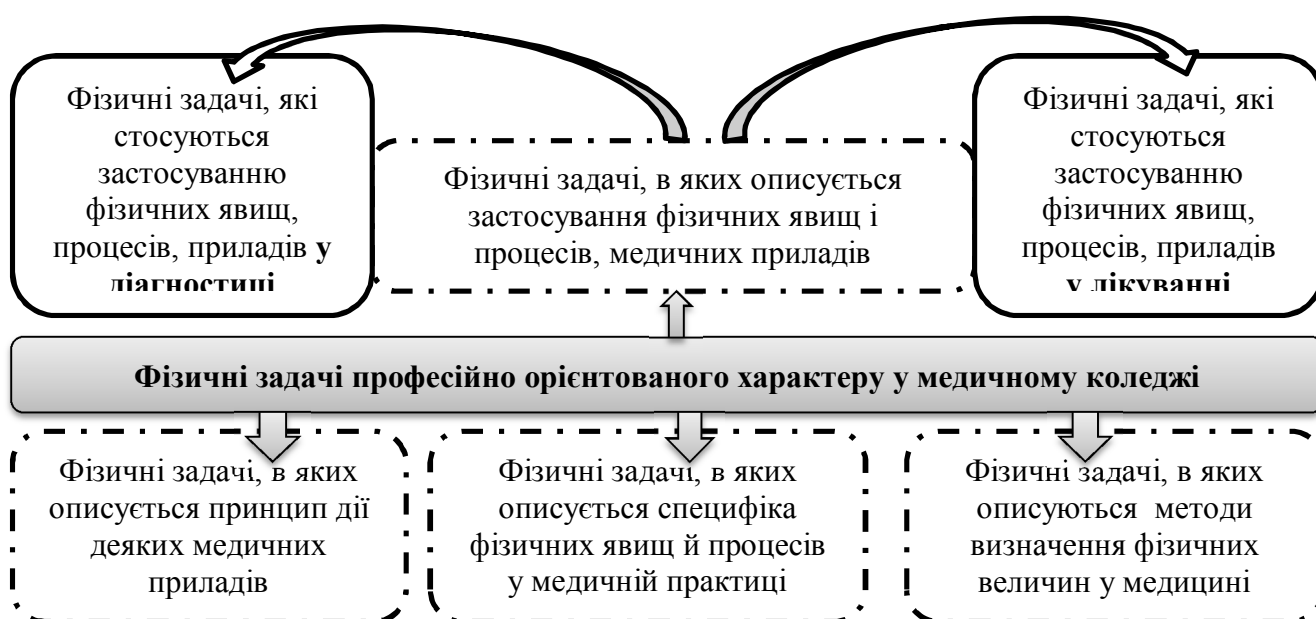 Фізичні задачі, які
стосуються
застосуванню
фізичних явищ,
процесів, приладів у
діагностиці
Фізичні задачі, в яких описується
застосування фізичних явищ і
процесів, медичних приладів
Фізичні задачі, які
стосуються
застосуванню
фізичних явищ,
процесів, приладів
у лікуванні
Фізичні задачі професійно орієнтованого характеру у медичному коледжі
Фізичні задачі, в яких
описується принцип дії
деяких медичних
приладів
Фізичні задачі, в яких
описується специфіка
фізичних явищ й процесів
у медичній практиці
Фізичні задачі, в яких
описуються методи
визначення фізичних
величин у медицині